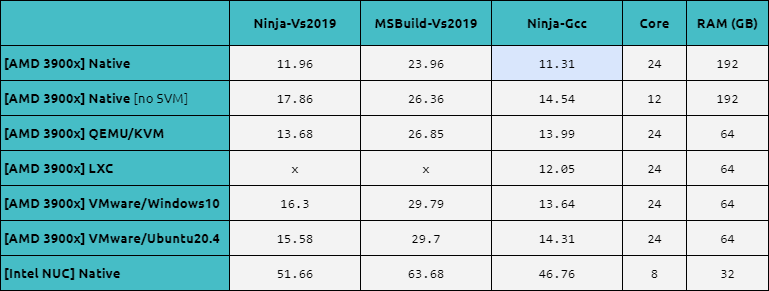 Ninja-Vs2019 MSBuild-Vs2019 Ninja-Gcc Core RAM (GB)
[AMD 3900x] Native 11.96 23.96 11.31 24 192
[AMD 3900x] Native [no SVM] 17.86 26.36 14.54 12 192
[AMD 3900x] QEMU/KVM 13.68 26.85 13.99 24 64
[AMD 3900x] LXC x x 12.05 24 64
[AMD 3900x] VMware/Windows10 16.3 29.79 13.64 24 64
[AMD 3900x] VMware/Ubuntu20.4 15.58 29.7 14.31 24 64
[Intel NUC] Native 51.66 63.68 46.76 8 32